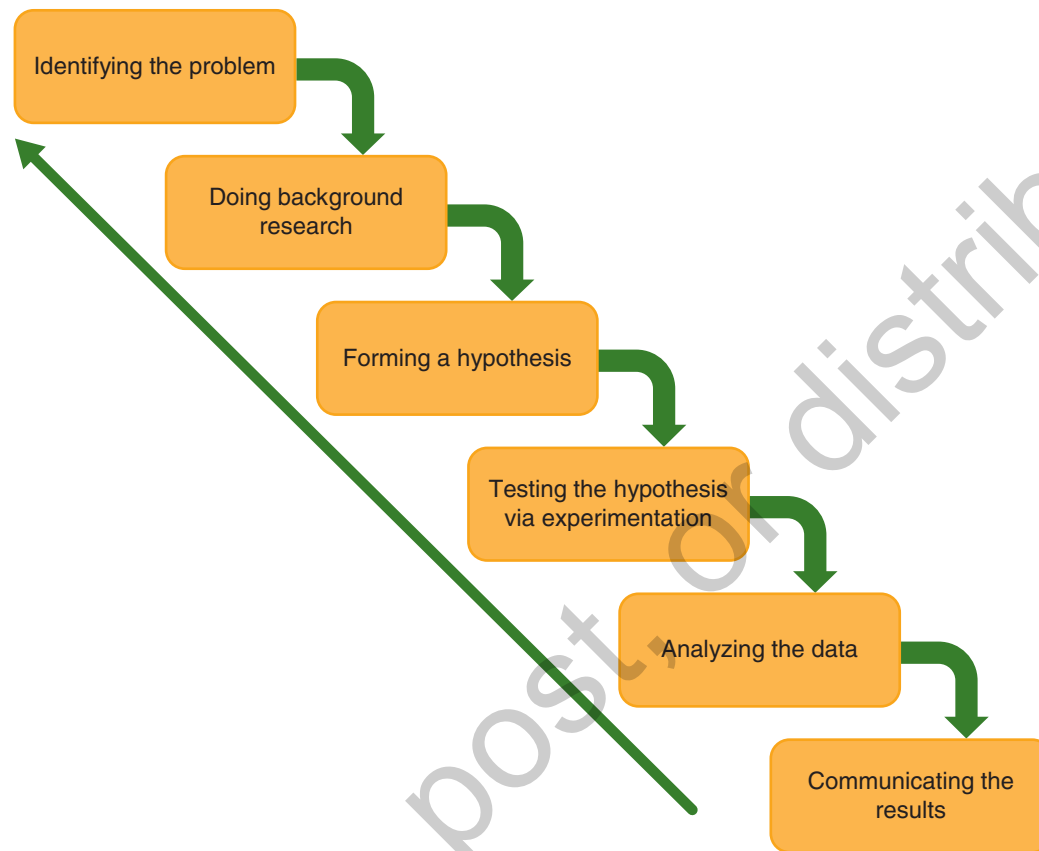 Identifying the problem
Doing background
research
Forming a hypothesis
Testing the hypothesis
via experimentation
Analyzing the data
Communicating the
results
post, or distrib